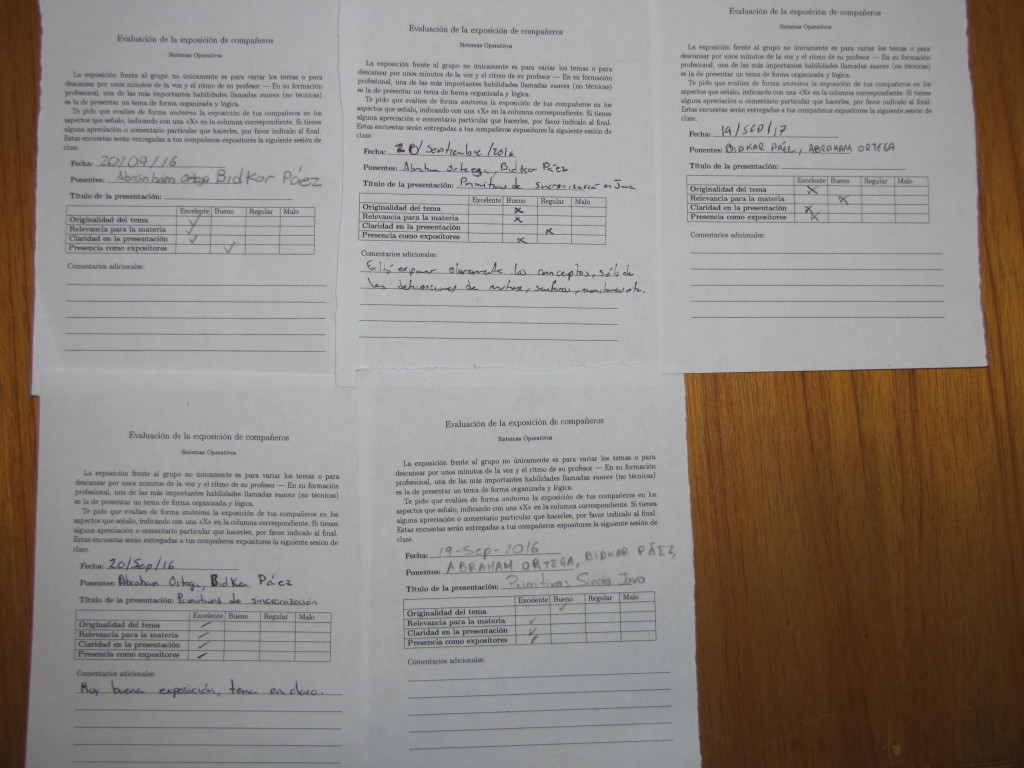 Evaluación de la exposición de compañeros
Sistemas Operativos
La exposición frente al grupo no únicamente es para variar los temas o para
descansar por unos minutos de la voz y el ritmo de su profesor — En su formación
profesional, una de las más importantes habilidades llamadas suaves (no técnicas)
es la de presentar un tema de forma organizada y lógica.
Te pido que evalúes de forma anónima la exposición de tus compañeros en los
aspectos que señalo, indicando con una «X» en la columna correspondiente. Si tienes
alguna apreciación o comentario particular que hacerles, por favor indícalo al final.
Estas encuestas serán entregadas a tus compañeros exponentes la siguiente sesión de
clase.
Fecha: 20/09/16
Ponentes: Abranham Ortega Bidkar Páez
Título de la presentación:
Excelente Bueno Regular Malo
Originalidad del tema ✓
Relevancia para la materia ✓
Claridad en la presentación ✓
Presencia como expositores ✓
Comentarios adicionales:
Evaluación de la exposición de compañeros
Sistemas Operativos
La exposición frente al grupo no únicamente es para variar los temas o para
descansar por unos minutos de la voz y el ritmo de su profesor — En su formación
profesional, una de las más importantes habilidades llamadas suaves (no técnicas)
es la de presentar un tema de forma organizada y lógica.
Te pido que evalúes de forma anónima la exposición de tus compañeros en los
aspectos que señalo, indicando con una «X» en la columna correspondiente. Si tienes
alguna apreciación o comentario particular que hacerles, por favor indícalo al final.
Estas encuestas serán entregadas a tus compañeros exponentes la siguiente sesión de
clase.
Fecha: 20/septiembre/2016
Ponentes: Abraham Ortega, Bidkar Páez
Título de la presentación: Primitivas de sincronización en Java
Excelente Bueno Regular Malo
Originalidad del tema X
Relevancia para la materia X
Claridad en la presentación X
Presencia como expositores X
Comentarios adicionales:
Faltó exponer claramente los conceptos, sólo de
las definiciones de mutex,
Evaluación de la exposición de compañeros
Sistemas Operativos
La exposición frente al grupo no únicamente es para variar los temas o para
descansar por unos minutos de la voz y el ritmo de su profesor — En su formación
profesional, una de las más importantes habilidades llamadas suaves (no técnicas)
es la de presentar un tema de forma organizada y lógica.
Te pido que evalúes de forma anónima la exposición de tus compañeros en los
aspectos que señalo, indicando con una «X» en la columna correspondiente. Si tienes
alguna apreciación o comentario particular que hacerles, por favor indícalo al final.
Estas encuestas serán entregadas a tus compañeros exponentes la siguiente sesión de
clase.
Fecha: 19/SEP/17
Ponentes: BIDKAR PÁEZ, ABRAHAM ORTEGA
Título de la presentación:
Excelente Bueno Regular Malo
Originalidad del tema X
Relevancia para la materia X
Claridad en la presentación X
Presencia como expositores X
Comentarios adicionales:
Evaluación de la exposición de compañeros
Sistemas Operativos
La exposición frente al grupo no únicamente es para variar los temas o para
descansar por unos minutos de la voz y el ritmo de su profesor — En su formación
profesional, una de las más importantes habilidades llamadas suaves (no técnicas)
es la de presentar un tema de forma organizada y lógica.
Te pido que evalúes de forma anónima la exposición de tus compañeros en los
aspectos que señalo, indicando con una «X» en la columna correspondiente. Si tienes
alguna apreciación o comentario particular que hacerles, por favor indícalo al final.
Estas encuestas serán entregadas a tus compañeros exponentes la siguiente sesión de
clase.
Fecha: 20/Sep/16
Ponentes: Abraham Ortega, Bidkar Páez
Título de la presentación: Primitivas de sincronización
Excelente Bueno Regular Malo
Originalidad del tema ✓
Relevancia para la materia ✓
Claridad en la presentación ✓
Presencia como expositores ✓
Comentarios adicionales:
Muy buena exposición, tema en claro.
Evaluación de la exposición de compañeros
Sistemas Operativos
La exposición frente al grupo no únicamente es para variar los temas o para
descansar por unos minutos de la voz y el ritmo de su profesor — En su formación
profesional, una de las más importantes habilidades llamadas suaves (no técnicas)
es la de presentar un tema de forma organizada y lógica.
Te pido que evalúes de forma anónima la exposición de tus compañeros en los
aspectos que señalo, indicando con una «X» en la columna correspondiente. Si tienes
alguna apreciación o comentario particular que hacerles, por favor indícalo al final.
Estas encuestas serán entregadas a tus compañeros exponentes la siguiente sesión de
clase.
Fecha: 19-Sep-2016
Ponentes: ABRAHAM ORTEGA, BIDKAR PÁEZ
Título de la presentación: Primitivas Sincro Java
Excelente Bueno Regular Malo
Originalidad del tema ✓
Relevancia para la materia ✓
Claridad en la presentación ✓
Presencia como expositores ✓
Comentarios adicionales: